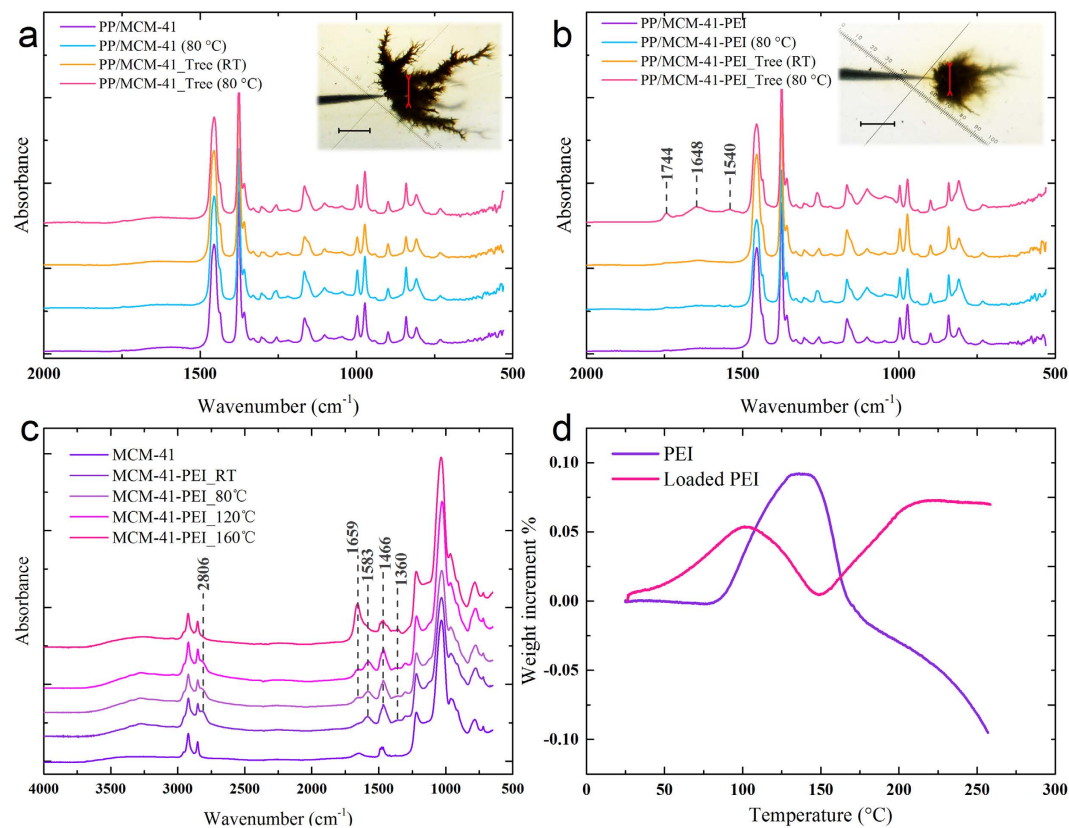 a
PP/MCM-41
PP/MCM-41 (80 °C)
PP/MCM-41_Tree (RT)
PP/MCM-41_Tree (80 °C)
Absorbance
2000 1500 1000 500
Wavenumber (cm-1)
b
PP/MCM-41-PEI
PP/MCM-41-PEI (80 °C)
PP/MCM-41-PEI_Tree (RT)
PP/MCM-41-PEI_Tree (80 °C)
1744
1648
1540
Absorbance
2000 1500 1000 500
Wavenumber (cm-1)
c
MCM-41
MCM-41-PEI_RT
MCM-41-PEI_80℃
MCM-41-PEI_120℃
MCM-41-PEI_160℃
2806
1659
1583
1466
1360
Absorbance
4000 3500 3000 2500 2000 1500 1000 500
Wavenumber (cm-1)
d
PEI
Loaded PEI
Weight increment %
0.10
0.05
0.00
-0.05
-0.10
0 50 100 150 200 250 300
Temperature (°C)